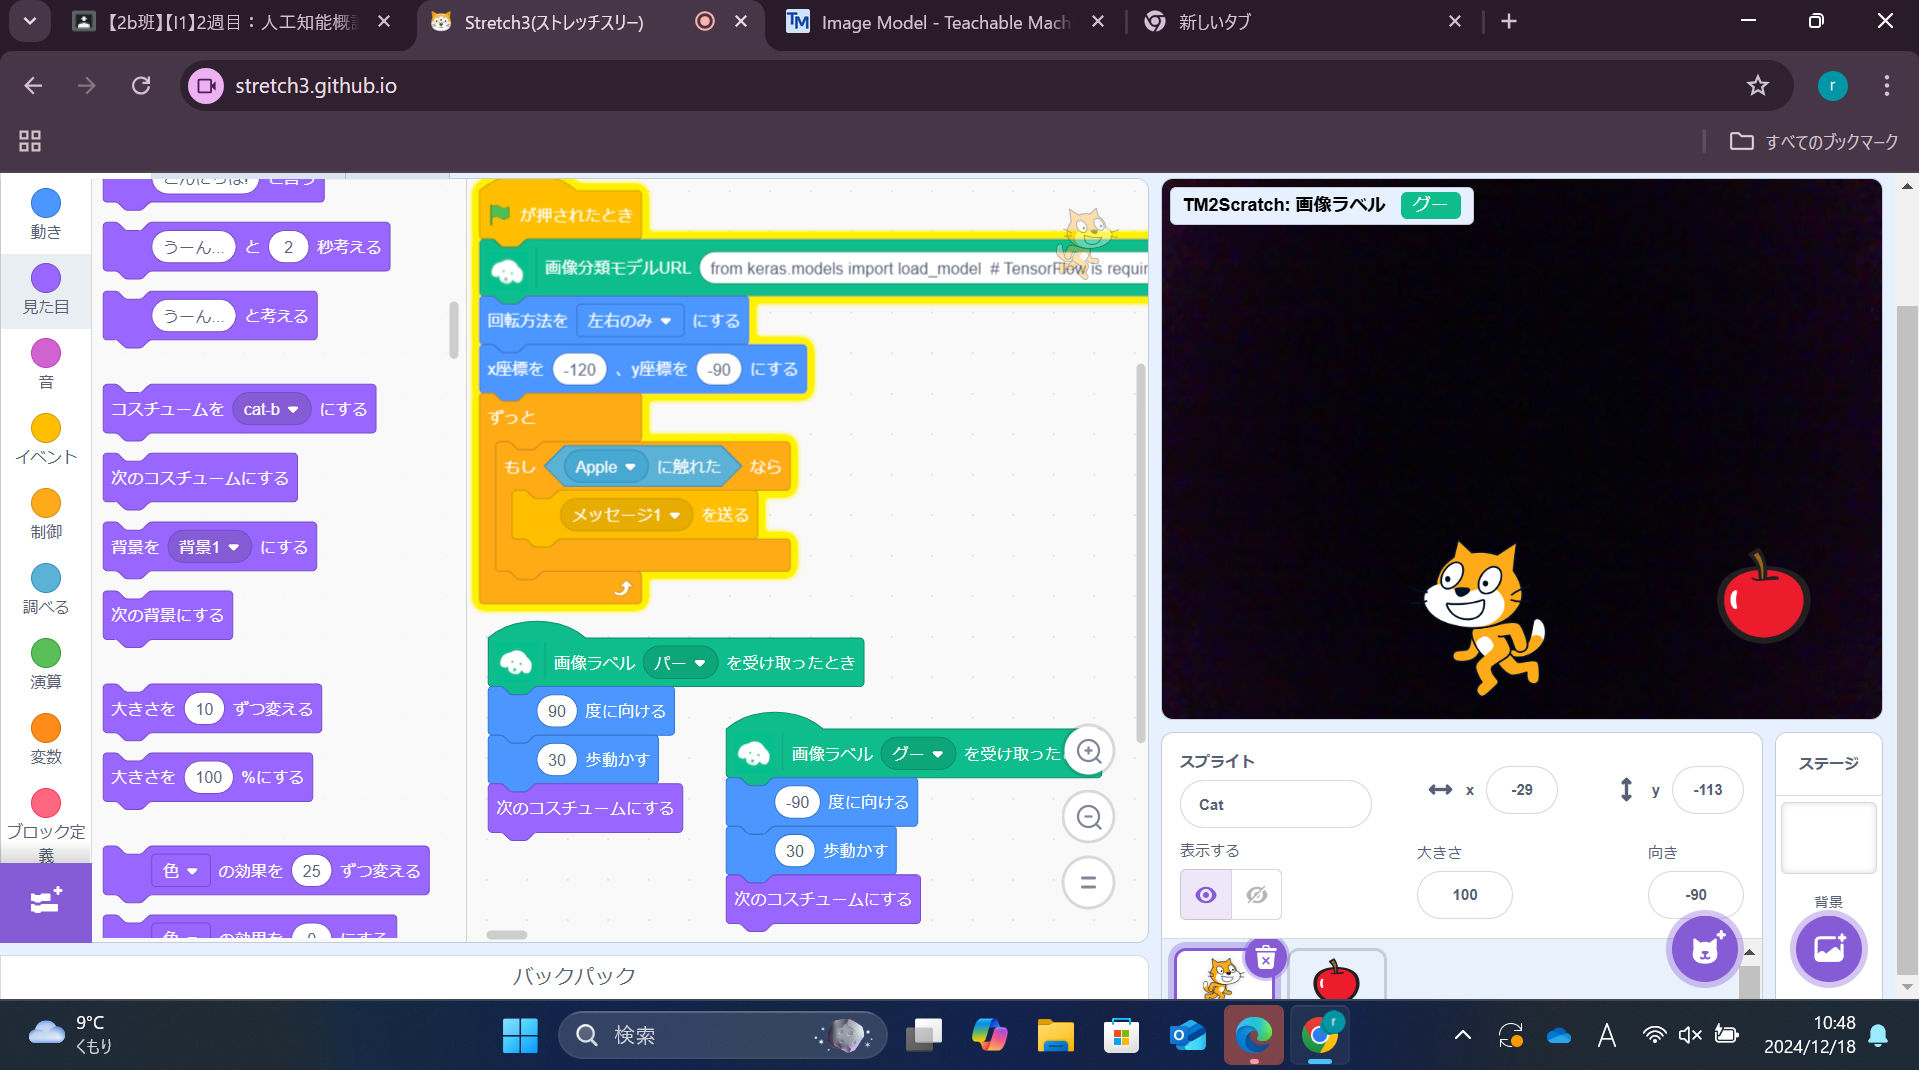 【2b班】【I1】2週目：人工知能概
Stretch3(ストレッチスリー)
TM
Image Model - Teachable Mach
新しいタブ
stretch3.github.io
r
すべてのブックマーク
動き
見た目
音
イベント
制御
調べる
演算
変数
ブロック定
義
こんにちは! と言う
うーん... と 2 秒考える
うーん... と考える
コスチュームを cat-b にする
次のコスチュームにする
背景を 背景1 にする
次の背景にする
大きさを 10 ずつ変える
大きさを 100 %にする
色 の効果を 25 ずつ変える
色 の効果を 0 にする
が押されたとき
画像分類モデルURL from keras.models import load_model # TensorFlow is requir
回転方法を 左右のみ にする
x座標を -120 、y座標を -90 にする
ずっと
もし Apple に触れた なら
メッセージ1 を送る
画像ラベル パー を受け取ったとき
90 度に向ける
30 歩動かす
次のコスチュームにする
画像ラベル グー を受け取った
-90 度に向ける
30 歩動かす
次のコスチュームにする
バックパック
TM2Scratch: 画像ラベル グー
スプライト
Cat
x -29
y -113
表示する
大きさ
100
向き
-90
ステージ
背景
9°C
くもり
検索
r
A
10:48
2024/12/18